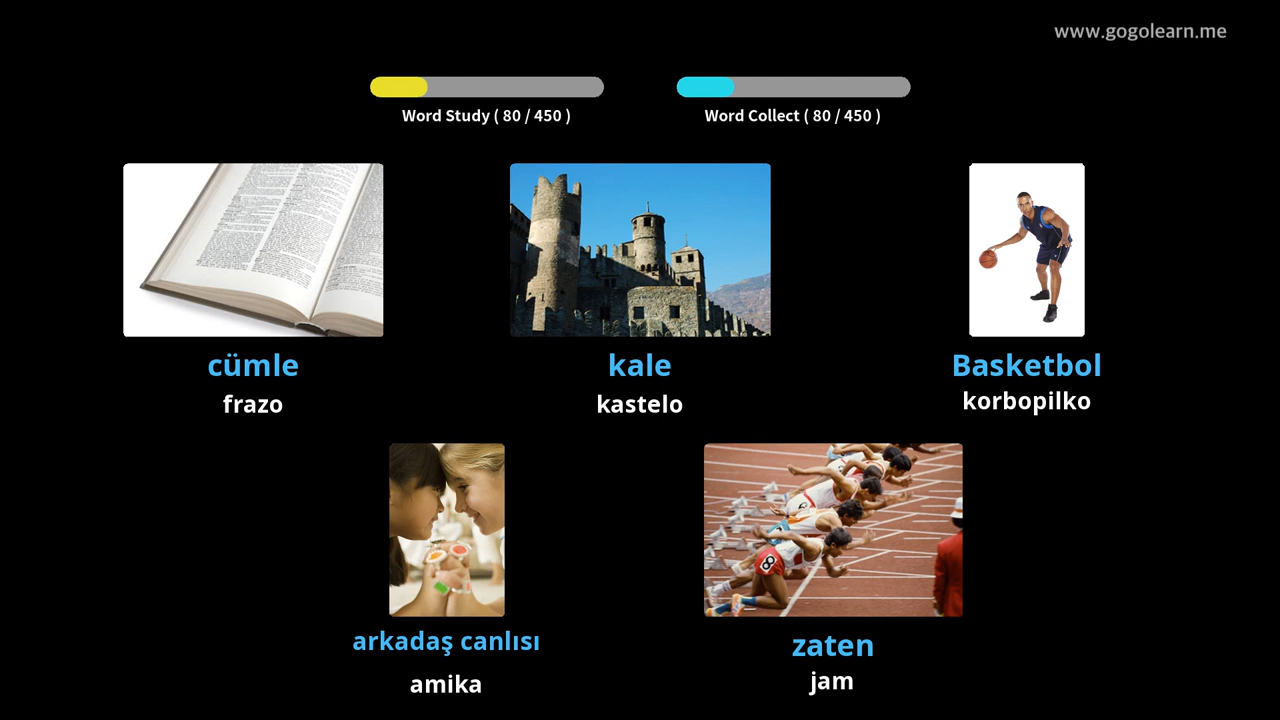 www.gogolearn.me
Word Study ( 80 / 450 )
Word Collect ( 80 / 450 )
cümle
frazo
kale
kastelo
Basketbol
korbopilko
arkadaş canlısı
amika
zaten
jam